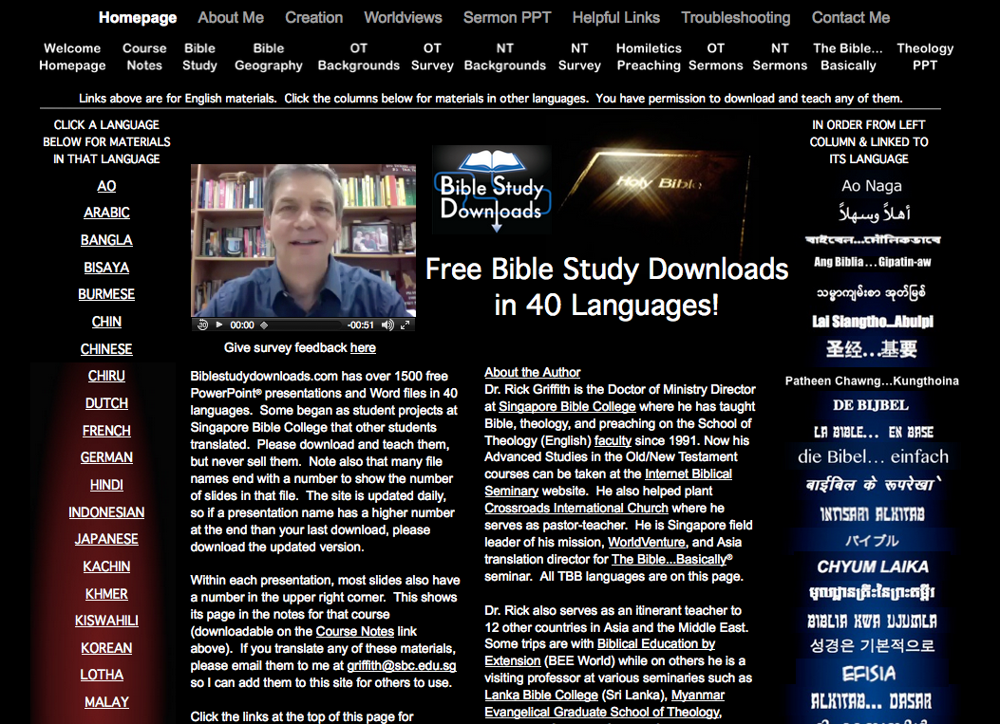 Homepage About Me Creation Worldviews Sermon PPT Helpful Links Troubleshooting Contact Me
Welcome Homepage Course Notes Bible Study Bible Geography OT Backgrounds OT Survey NT Backgrounds NT Survey Homiletics Preaching OT Sermons NT Sermons The Bible... Basically Theology PPT
Links above are for English materials. Click the columns below for materials in other languages. You have permission to download and teach any of them.
CLICK A LANGUAGE
BELOW FOR MATERIALS
IN THAT LANGUAGE
AO
ARABIC
BANGLA
BISAYA
BURMESE
CHIN
CHINESE
CHIRU
DUTCH
FRENCH
GERMAN
HINDI
INDONESIAN
JAPANESE
KACHIN
KHMER
KISWAHILI
KOREAN
LOTHA
MALAY
Bible Study
Downloads
Holy Bible
00:00 -00:51
Free Bible Study Downloads
in 40 Languages!
Give survey feedback here
Biblestudydownloads.com has over 1500 free
PowerPoint® presentations and Word files in 40
languages. Some began as student projects at
Singapore Bible College that other students
translated. Please download and teach them,
but never sell them. Note also that many file
names end with a number to show the number
of slides in that file. The site is updated daily,
so if a presentation name has a higher number
at the end than your last download, please
download the updated version.
Within each presentation, most slides also have
a number in the upper right corner. This shows
its page in the notes for that course
(downloadable on the Course Notes link
above). If you translate any of these materials,
please email them to me at griffith@sbc.edu.sg
so I can add them to this site for others to use.
Click the links at the top of this page for
About the Author
Dr. Rick Griffith is the Doctor of Ministry Director
at Singapore Bible College where he has taught
Bible, theology, and preaching on the School of
Theology (English) faculty since 1991. Now his
Advanced Studies in the Old/New Testament
courses can be taken at the Internet Biblical
Seminary website. He also helped plant
Crossroads International Church where he
serves as pastor-teacher. He is Singapore field
leader of his mission, WorldVenture, and Asia
translation director for The Bible...Basically®
seminar. All TBB languages are on this page.
Dr. Rick also serves as an itinerant teacher to
12 other countries in Asia and the Middle East.
Some trips are with Biblical Education by
Extension (BEE World) while on others he is a
visiting professor at various seminaries such as
Lanka Bible College (Sri Lanka), Myanmar
Evangelical Graduate School of Theology,
IN ORDER FROM LEFT
COLUMN & LINKED TO
ITS LANGUAGE
Ao Naga
أهلاً وسهلاً
বাইবেল...মৌলিকভাবে
Ang Biblia...Gipatin-aw
သမ္မာကျမ်းစာ အုတ်မြစ်
Lai Siangtho...Abulpi
圣经...基要
Patheen Chawng...Kungthoina
DE BIJBEL
LA BIBLE... EN BASE
die Bibel... einfach
बाईबिल के रूपरेखा
INTISARI ALKITAB
バイブル
CHYUM LAIKA
មូលដ្ឋានគ្រឹះនៃព្រះគម្ពីរ
BIBLIA KWA UJUMLA
성경은 기본적으로
EFISIA
ALKITAB... DASAR